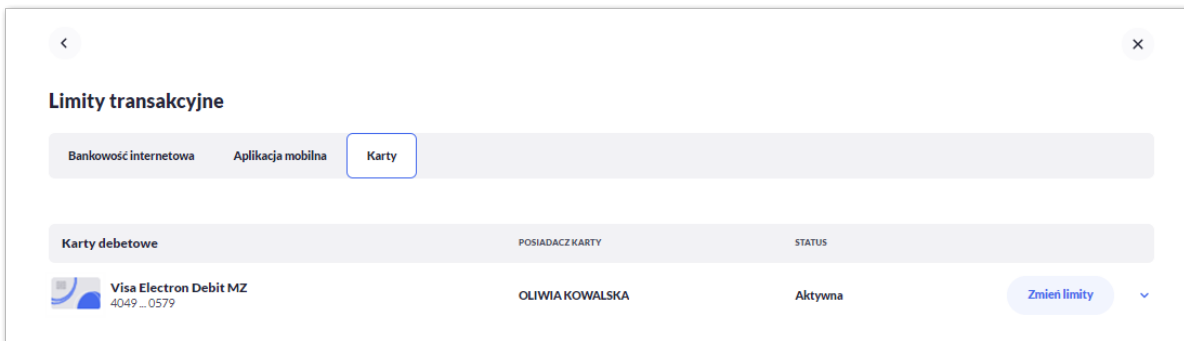 Limity transakcyjne
Bankowość internetowa Aplikacja mobilna Karty
Karty debetowe POSIADACZ KARTY STATUS
Visa Electron Debit MZ
4049 ... 0579
OLIWIA KOWALSKA Aktywna Zmień limity